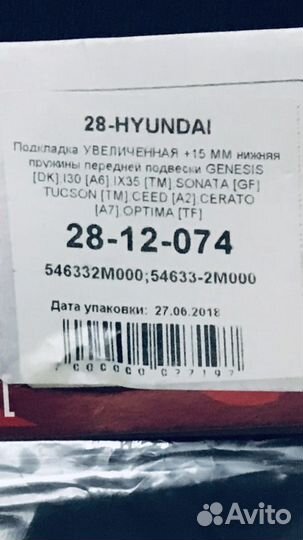 28-HYUNDAI
Подкладка УВЕЛИЧЕННАЯ +15 ММ нижняя
пружины передней подвески GENESIS
[DK] I30 [A6] IX35 [TM] SONATA [GF]
TUCSON [TM] CEED [A2] CERATO
[A7] OPTIMA [TF]
28-12-074
546332M000;54633-2M000
Дата упаковки: 27.06.2018
Avito